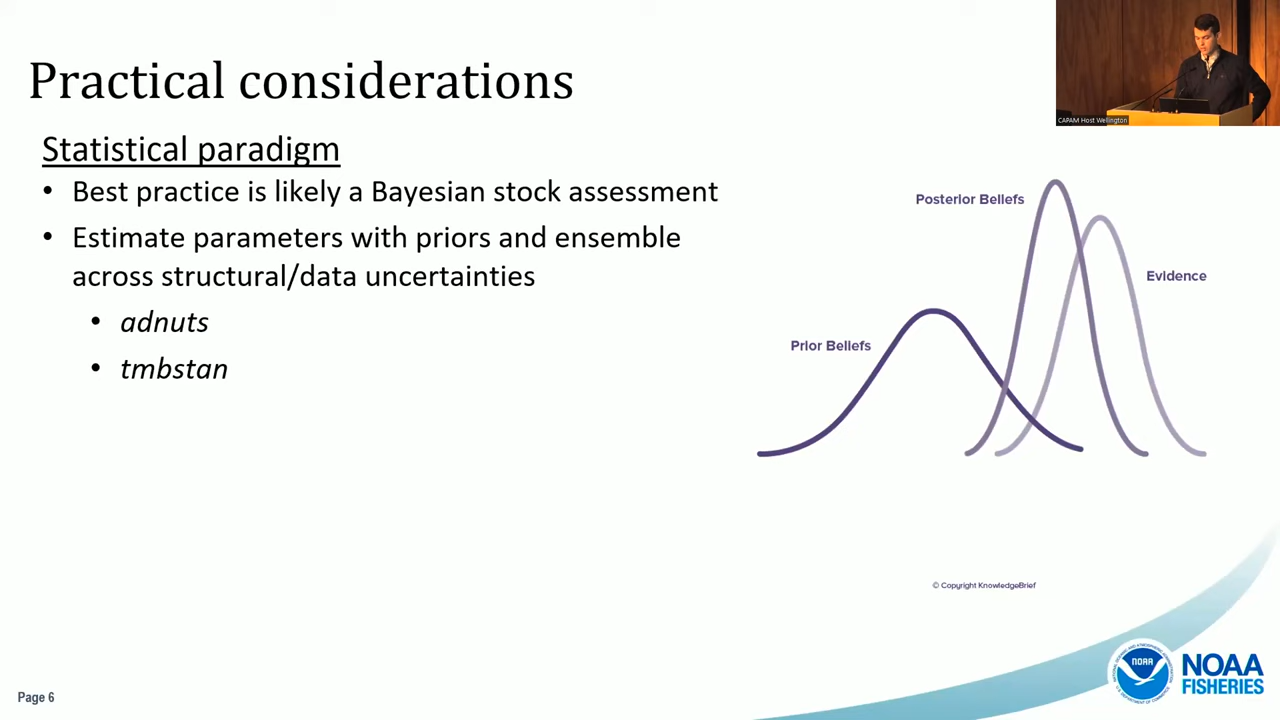 Practical considerations
CAPAM Host Wellington
Statistical paradigm
• Best practice is likely a Bayesian stock assessment
• Estimate parameters with priors and ensemble
across structural/data uncertainties
• adnuts
• tmbstan
Posterior Beliefs
Evidence
Prior Beliefs
© Copyright KnowledgeBrief
NOAA
NOAA
FISHERIES
Page 6